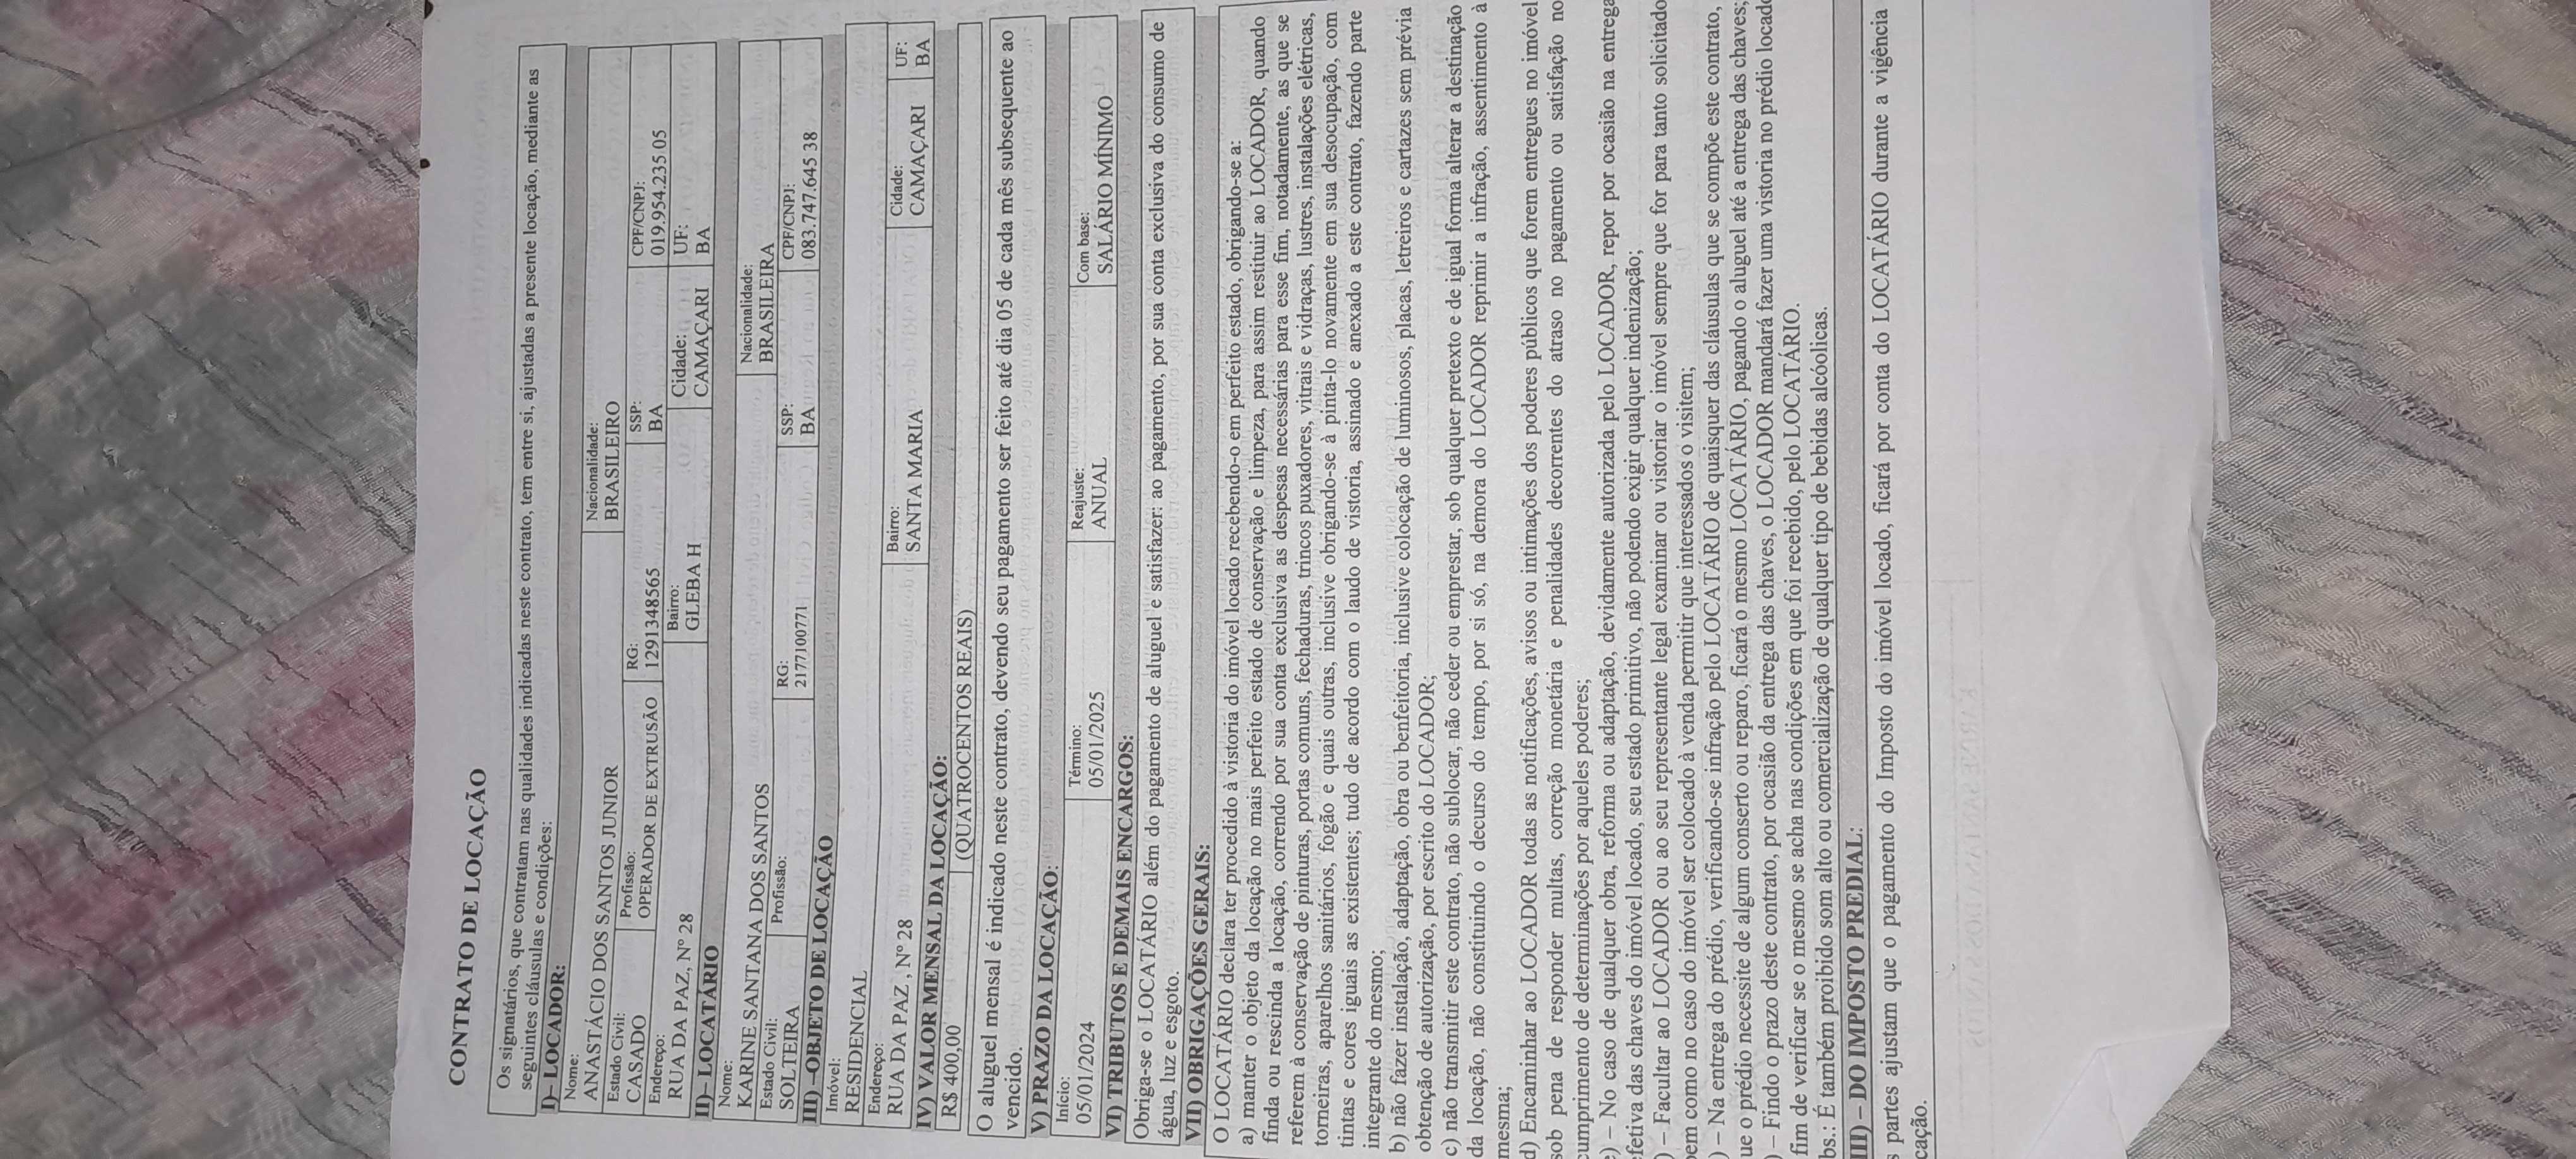 CONTRATO DE LOCAÇÃO
Os signatários, que contratam nas qualidades indicadas neste contrato, tem entre si, ajustadas a presente locação, mediante as
seguintes cláusulas e condições:
I)– LOCADOR:
Nome: Nacionalidade:
ANASTÁCIO DOS SANTOS JUNIOR BRASILEIRO
Estado Civil: Profissão: RG: SSP: CPF/CNPJ:
CASADO OPERADOR DE EXTRUSÃO 1291348565 BA 019.954.235 05
Endereço: Bairro: Cidade: UF:
RUA DA PAZ, Nº 28 GLEBA H CAMAÇARI BA
II)– LOCATÁRIO
Nome: Nacionalidade:
KARINE SANTANA DOS SANTOS BRASILEIRA
Estado Civil: Profissão: RG: SSP: CPF/CNPJ:
SOLTEIRA 2177100771 BA 083.747.645 38
III) –OBJETO DE LOCAÇÃO
Imóvel:
RESIDENCIAL
Endereço: Bairro: Cidade: UF:
RUA DA PAZ , Nº 28 SANTA MARIA CAMAÇARI BA
IV) VALOR MENSAL DA LOCAÇÃO:
R$ 400,00 (QUATROCENTOS REAIS)
O aluguel mensal é indicado neste contrato, devendo seu pagamento ser feito até dia 05 de cada mês subsequente ao
vencido.
V) PRAZO DA LOCAÇÃO:
Início: Término: Reajuste: Com base:
05/01/2024 05/01/2025 ANUAL SALÁRIO MÍNIMO
VI) TRIBUTOS E DEMAIS ENCARGOS:
Obriga-se o LOCATÁRIO além do pagamento de aluguel e satisfazer: ao pagamento, por sua conta exclusiva do consumo de
água, luz e esgoto.
VII) OBRIGAÇÕES GERAIS:
O LOCATÁRIO declara ter procedido à vistoria do imóvel locado recebendo-o em perfeito estado, obrigando-se a:
a) manter o objeto da locação no mais perfeito estado de conservação e limpeza, para assim restituir ao LOCADOR, quando
finda ou rescinda a locação, correndo por sua conta exclusiva as despesas necessárias para esse fim, notadamente, as que se
referem à conservação de pinturas, portas comuns, fechaduras, trincos puxadores, vitrais e vidraças, lustres, instalações elétricas,
torneiras, aparelhos sanitários, fogão e quais outras, inclusive obrigando-se à pinta-lo novamente em sua desocupação, com
tintas e cores iguais as existentes; tudo de acordo com o laudo de vistoria, assinado e anexado a este contrato, fazendo parte
integrante do mesmo;
b) não fazer instalação, adaptação, obra ou benfeitoria, inclusive colocação de luminosos, placas, letreiros e cartazes sem prévia
obtenção de autorização, por escrito do LOCADOR;
c) não transmitir este contrato, não sublocar, não ceder ou emprestar, sob qualquer pretexto e de igual forma alterar a destinação
da locação, não constituindo o decurso do tempo, por si só, na demora do LOCADOR reprimir a infração, assentimento à
mesma;
d) Encaminhar ao LOCADOR todas as notificações, avisos ou intimações dos poderes públicos que forem entregues no imóvel
sob pena de responder multas, correção monetária e penalidades decorrentes do atraso no pagamento ou satisfação no
cumprimento de determinações por aqueles poderes;
e) – No caso de qualquer obra, reforma ou adaptação, devidamente autorizada pelo LOCADOR, repor por ocasião na entrega
efetiva das chaves do imóvel locado, seu estado primitivo, não podendo exigir qualquer indenização;
) – Facultar ao LOCADOR ou ao seu representante legal examinar ou vistoriar o imóvel sempre que for para tanto solicitado
bem como no caso do imóvel ser colocado à venda permitir que interessados o visitem;
) – Na entrega do prédio, verificando-se infração pelo LOCATÁRIO de quaisquer das cláusulas que se compõe este contrato,
ue o prédio necessite de algum conserto ou reparo, ficará o mesmo LOCATÁRIO, pagando o aluguel até a entrega das chaves;
) – Findo o prazo deste contrato, por ocasião da entrega das chaves, o LOCADOR mandará fazer uma vistoria no prédio locado
fim de verificar se o mesmo se acha nas condições em que foi recebido, pelo LOCATÁRIO.
bs.: É também proibido som alto ou comercialização de qualquer tipo de bebidas alcóolicas.
III) – DO IMPOSTO PREDIAL:
s partes ajustam que o pagamento do Imposto do imóvel locado, ficará por conta do LOCATÁRIO durante a vigência
cação.